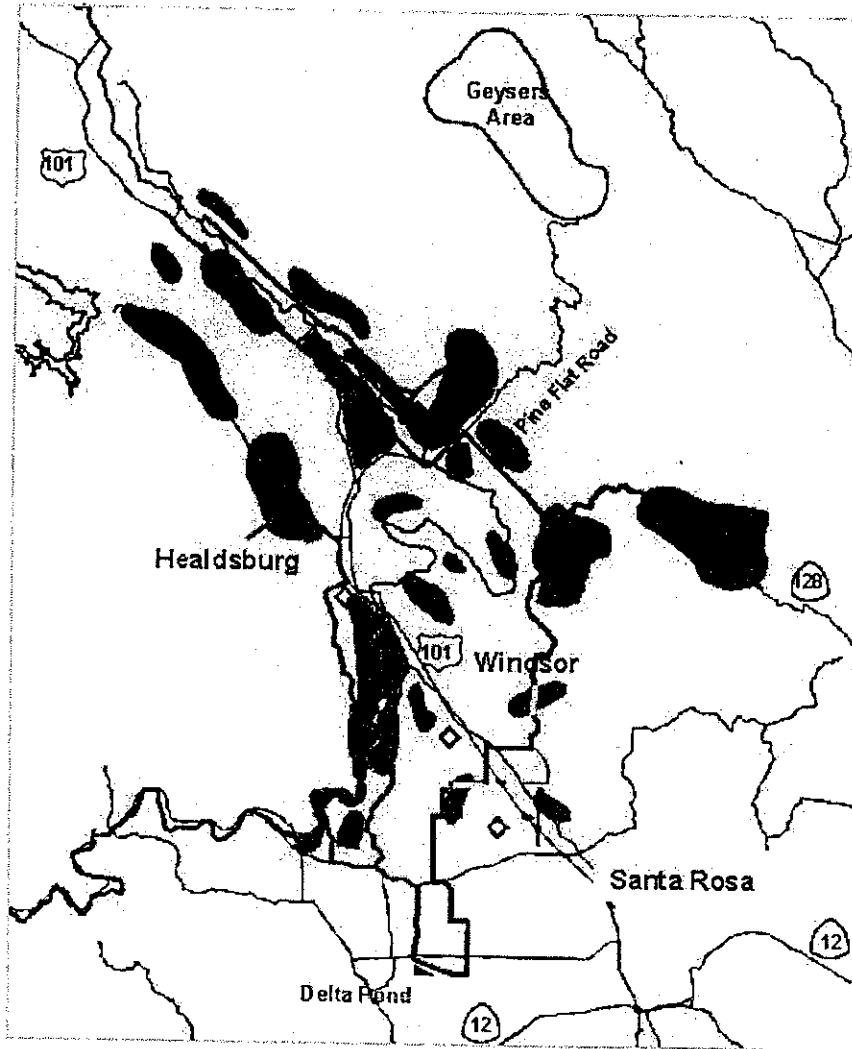 Geysers
Area
101
Pine Flat Road
Healdsburg
128
101
Windsor
Santa Rosa
12
Delta Pond
12